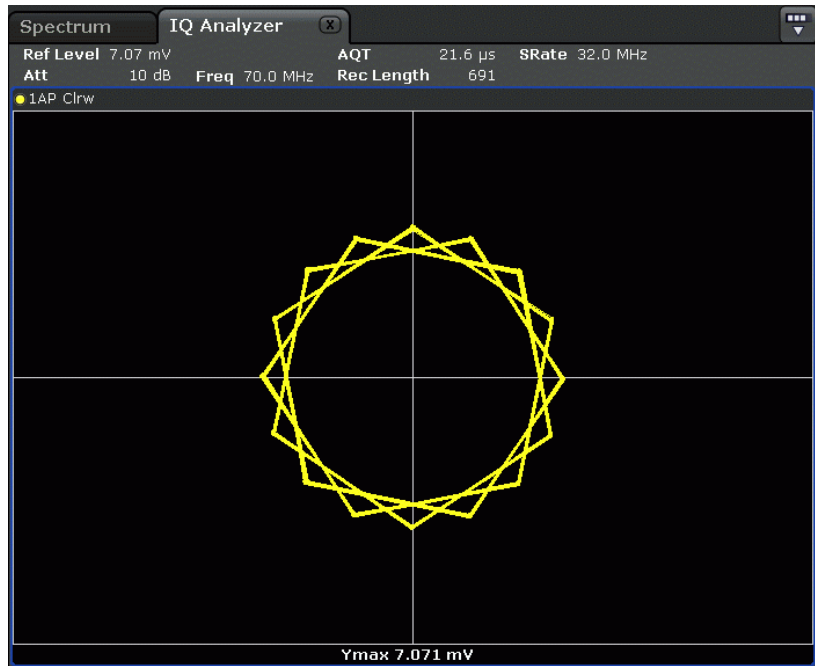 Spectrum IQ Analyzer X
Ref Level 7.07 mV AQT 21.6 µs SRate 32.0 MHz
Att 10 dB Freq 70.0 MHz Rec Length 691
1AP Clrw
Ymax 7.071 mV